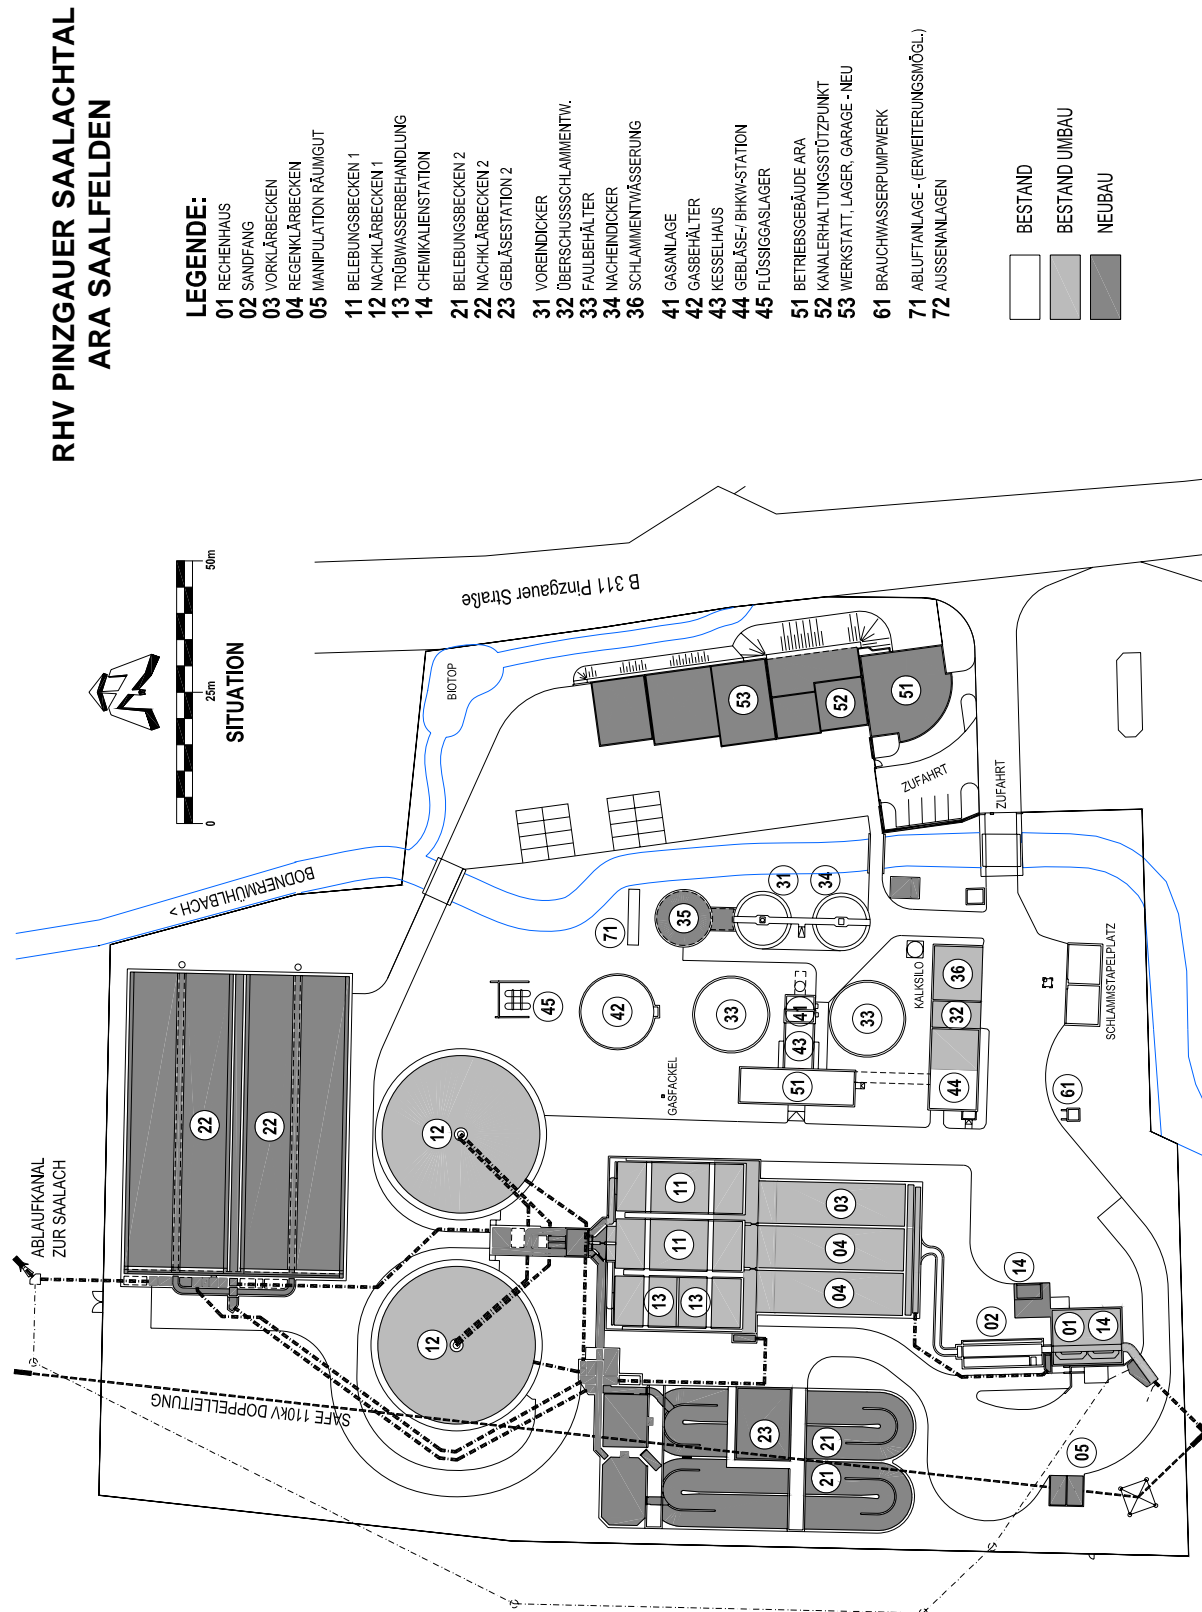 RHV PINZGAUER SAALACHTAL
ARA SAALFELDEN
LEGENDE:
01 RECHENHAUS
02 SANDFANG
03 VORKLÄRBECKEN
04 REGENKLÄRBECKEN
05 MANIPULATION RÄUMGUT
11 BELEBUNGSBECKEN 1
12 NACHKLÄRBECKEN 1
13 TRÜBWASSERBEHANDLUNG
14 CHEMIKALIENSTATION
21 BELEBUNGSBECKEN 2
22 NACHKLÄRBECKEN 2
23 GEBLÄSESTATION 2
31 VOREINDICKER
32 ÜBERSCHUSSSCHLAMMENTW.
33 FAULBEHÄLTER
34 NACHEINDICKER
36 SCHLAMMENTWÄSSERUNG
41 GASANLAGE
42 GASBEHÄLTER
43 KESSELHAUS
44 GEBLÄSE-/ BHKW-STATION
45 FLÜSSIGGASLAGER
51 BETRIEBSGEBÄUDE ARA
52 KANALERHALTUNGSSTÜTZPUNKT
53 WERKSTATT, LAGER, GARAGE - NEU
61 BRAUCHWASSERPUMPWERK
71 ABLUFTANLAGE - (ERWEITERUNGSMÖGL.)
72 AUSSENANLAGEN
BESTAND
BESTAND UMBAU
NEUBAU
0
25m
50m
SITUATION
B 311 Pinzgauer Straße
BIOTOP
BODNERMÜHLBACH >
53
52
51
ZUFAHRT
ZUFAHRT
71
35
31
34
45
42
33
41
43
33
51
KALKSILO
36
32
44
GASFACKEL
SCHLAMMSTAPELPLATZ
61
22
22
ABLAUFKANAL
ZUR SAALACH
12
12
11
11
13
13
03
04
04
14
02
01
14
SAFE 110kV DOPPELLEITUNG
23
21
21
05